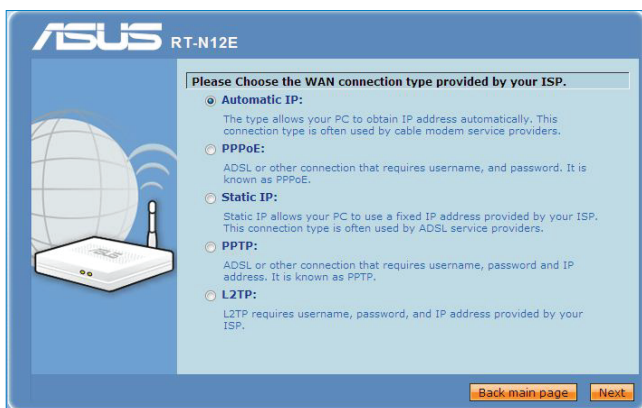 ASUS RT-N12E
Please Choose the WAN connection type provided by your ISP.
Automatic IP:
The type allows your PC to obtain IP address automatically. This
connection type is often used by cable modem service providers.
PPPoE:
ADSL or other connection that requires username, and password. It is
known as PPPoE.
Static IP:
Static IP allows your PC to use a fixed IP address provided by your ISP.
This connection type is often used by ADSL service providers.
PPTP:
ADSL or other connection that requires username, password and IP
address. It is known as PPTP.
L2TP:
L2TP requires username, password, and IP address provided by your
ISP.
ASUS
Back main page Next